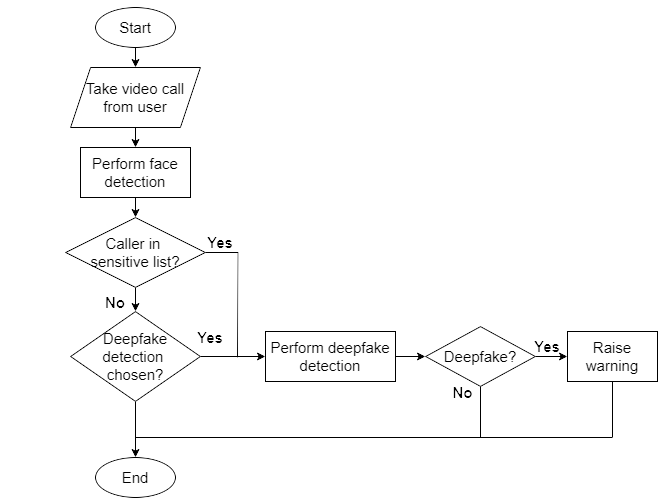 Start
Take video call
from user
Perform face
detection
Caller in
sensitive list?
Yes
No
Deepfake
detection
chosen?
Yes
Perform deepfake
detection
Deepfake?
Yes
No
Raise
warning
End